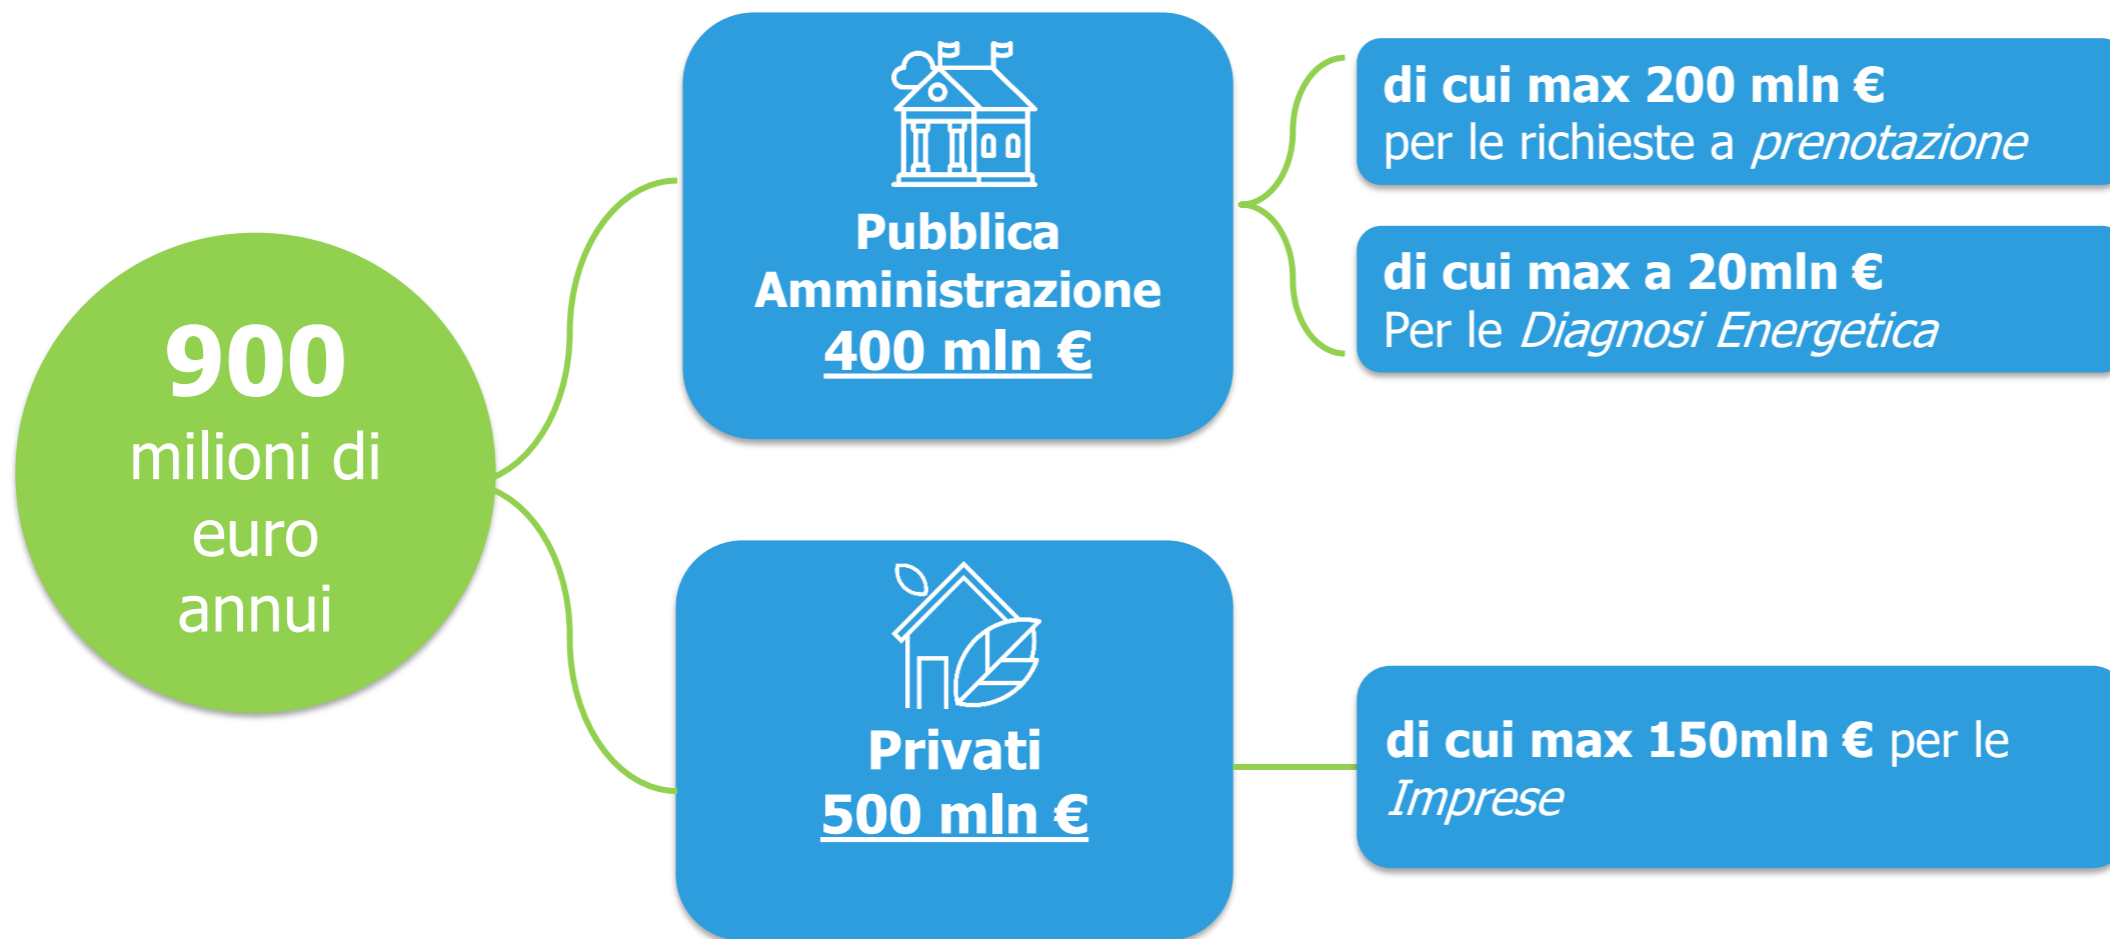 900
milioni di
euro
annui
Pubblica
Amministrazione
400 mln €
di cui max 200 mln €
per le richieste a prenotazione
di cui max a 20mln €
Per le Diagnosi Energetica
Privati
500 mln €
di cui max 150mln € per le
Imprese